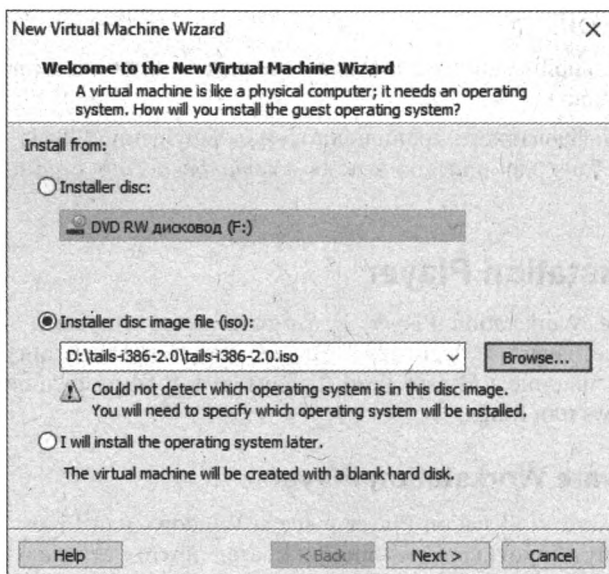 New Virtual Machine Wizard
Welcome to the New Virtual Machine Wizard
A virtual machine is like a physical computer; it needs an operating
system. How will you install the guest operating system?
Install from:
Installer disc:
DVD RW дисковод (F:)
Installer disc image file (iso):
D:\tails-i386-2.0\tails-i386-2.0.iso
Browse...
Could not detect which operating system is in this disc image.
You will need to specify which operating system will be installed.
I will install the operating system later.
The virtual machine will be created with a blank hard disk.
Help
< Back
Next >
Cancel